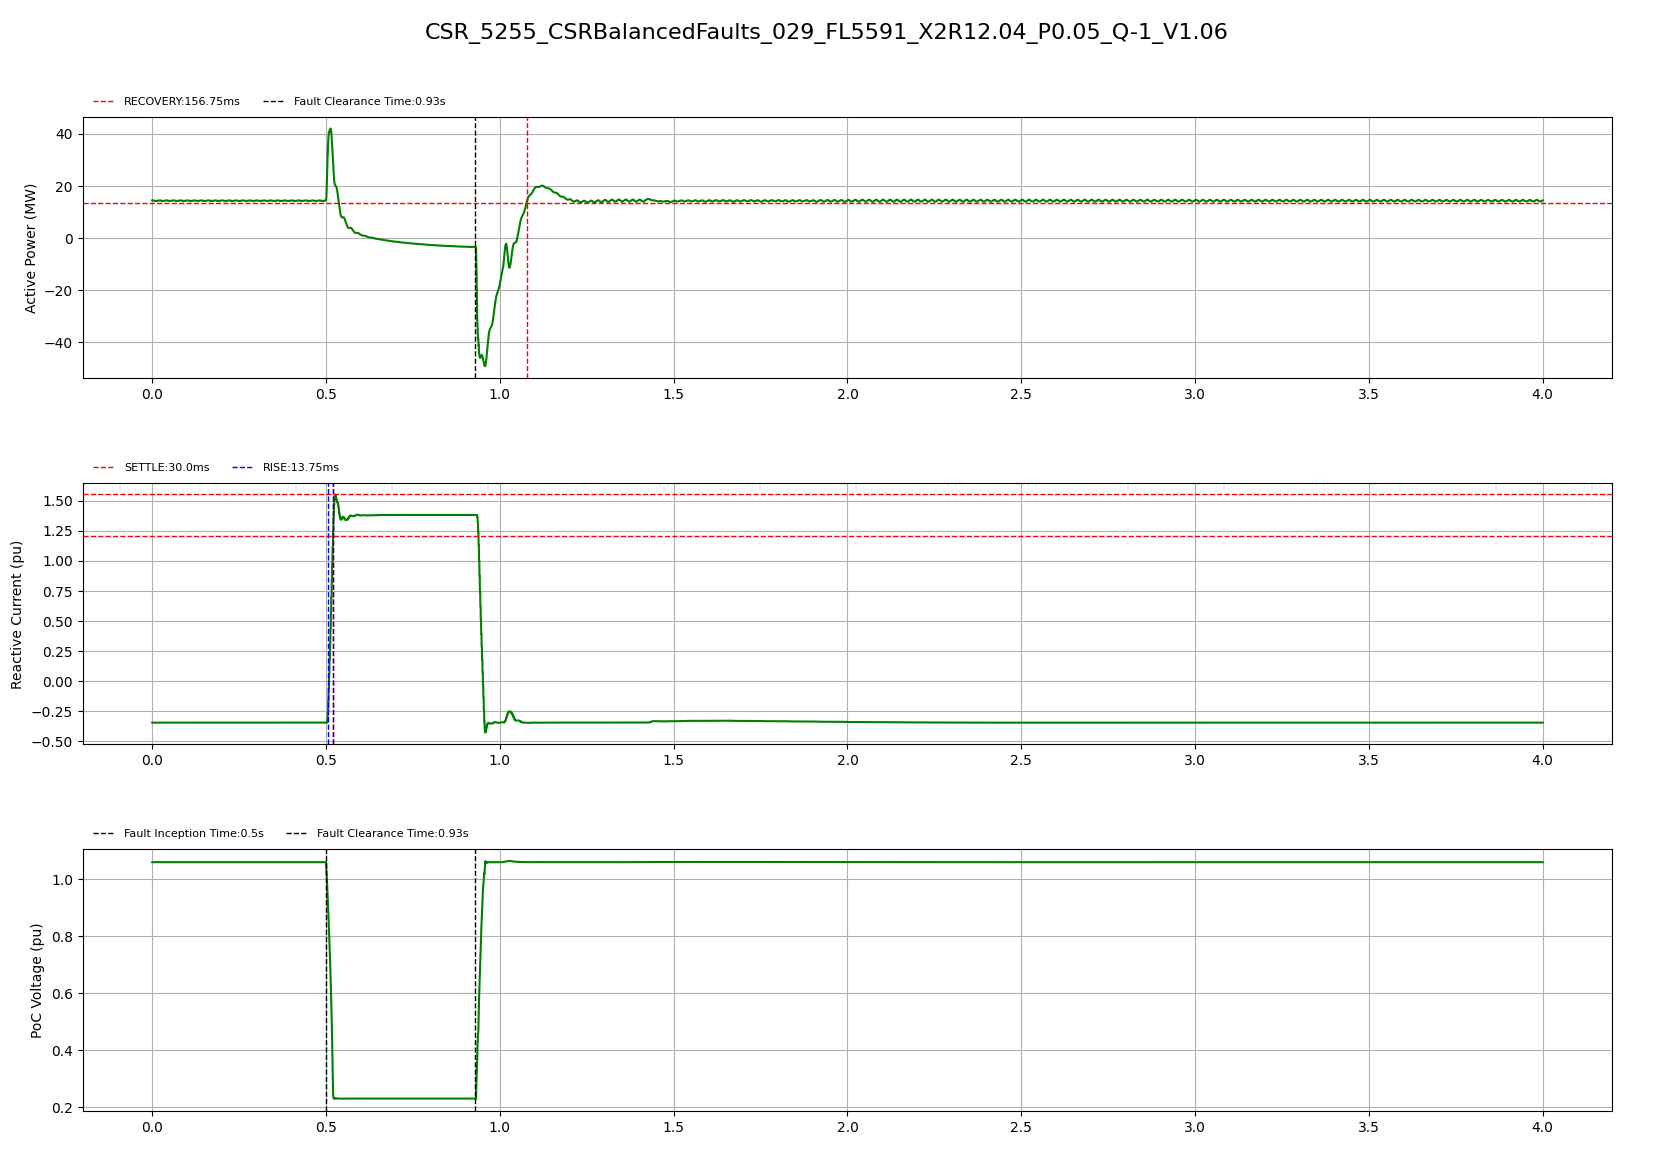 CSR_5255_CSRBalancedFaults_029_FL5591_X2R12.04_P0.05_Q-1_V1.06
RECOVERY:156.75ms Fault Clearance Time:0.93s
Active Power (MW)
40
20
0
−20
−40
0.0 0.5 1.0 1.5 2.0 2.5 3.0 3.5 4.0
SETTLE:30.0ms RISE:13.75ms
Reactive Current (pu)
1.50
1.25
1.00
0.75
0.50
0.25
0.00
−0.25
−0.50
0.0 0.5 1.0 1.5 2.0 2.5 3.0 3.5 4.0
Fault Inception Time:0.5s Fault Clearance Time:0.93s
PoC Voltage (pu)
1.0
0.8
0.6
0.4
0.2
0.0 0.5 1.0 1.5 2.0 2.5 3.0 3.5 4.0